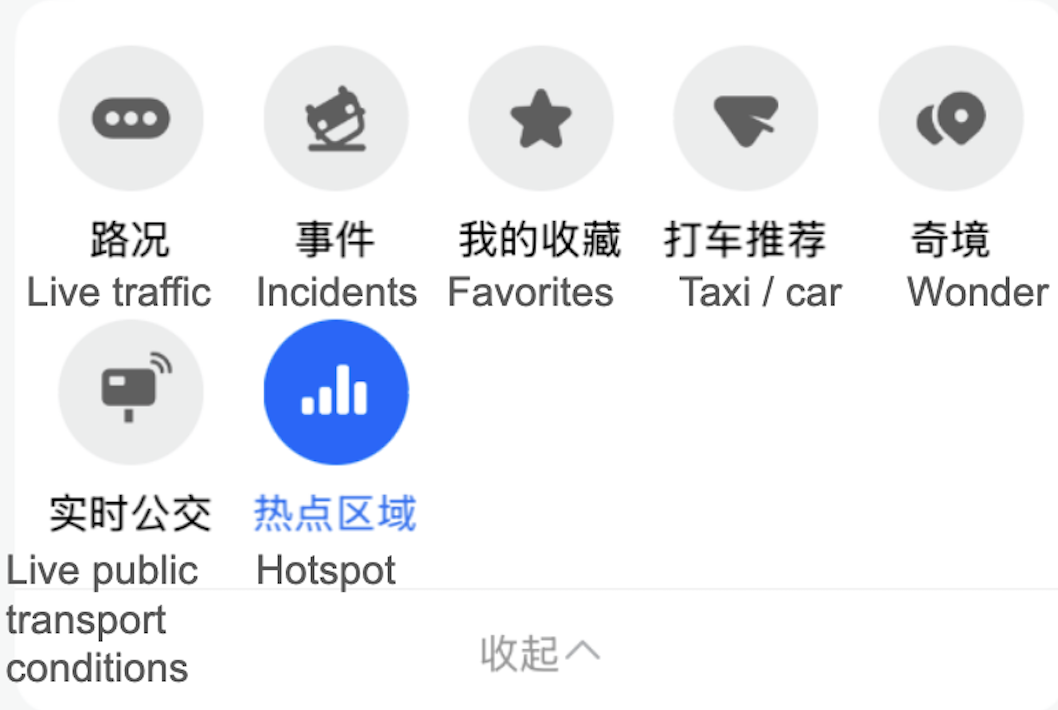 路况 事件 我的收藏 打车推荐 奇境
Live traffic Incidents Favorites Taxi / car Wonder
实时公交 热点区域
Live public Hotspot
transport
conditions
收起